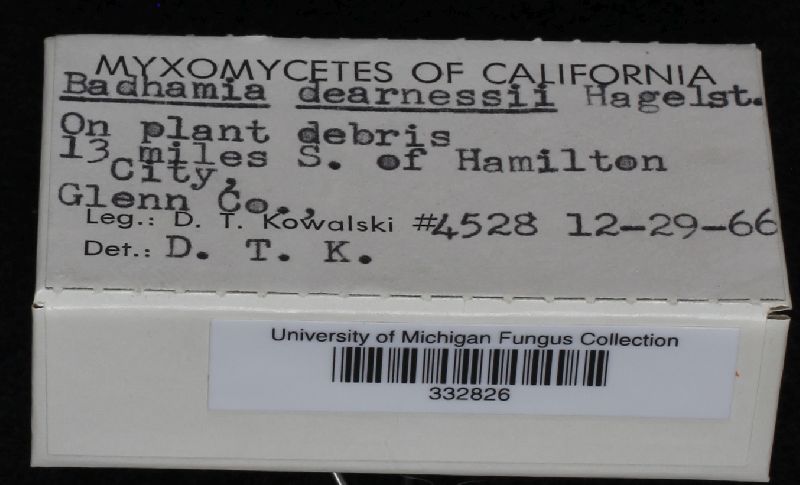 MYXOMYCETES OF CALIFORNIA
Badhamia dearnessii Hagelst.
On plant debris
13 miles S. of Hamilton
City,
Glenn Co.,
Leg.: D. T. Kowalski #4528 12-29-66
Det.: D. T. K.
University of Michigan Fungus Collection
332826